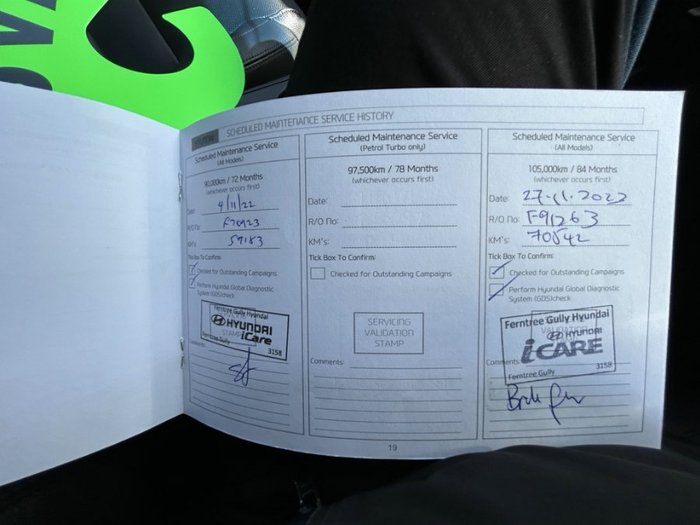 SCHEDULED MAINTENANCE SERVICE HISTORY
Scheduled Maintenance Service
(All Models)
90,000km / 72 Months
(whichever occurs first)
Date: 4/11/22
R/O No: F70923
KM's: 59183
Tick Box To Confirm:
Checked for Outstanding Campaigns
Perform Hyundai Global Diagnostic
System (GDS)check
Ferntree Gully Hyundai
HYUNDAI
iCare
3158
Comments:
Scheduled Maintenance Service
(Petrol Turbo only)
97,500km / 78 Months
(whichever occurs first)
Date:
R/O No:
KM's:
Tick Box To Confirm:
Checked for Outstanding Campaigns
SERVICING
VALIDATION
STAMP
Comments:
Scheduled Maintenance Service
(All Models)
105,000km / 84 Months
(whichever occurs first)
Date: 27-11-2023
R/O No: F91263
KM's: 70542
Tick Box To Confirm:
Checked for Outstanding Campaigns
Perform Hyundai Global Diagnostic
System (GDS)check
Ferntree Gully Hyundai
HYUNDAI
iCARE
Ferntree Gully 3158
Comments:
19